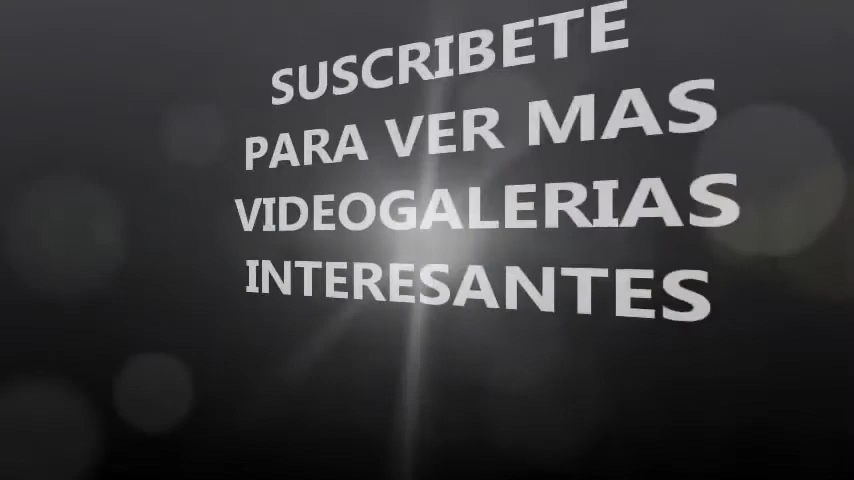 SUSCRIBETE
PARA VER MAS
VIDEOGALERIAS
INTERESANTES